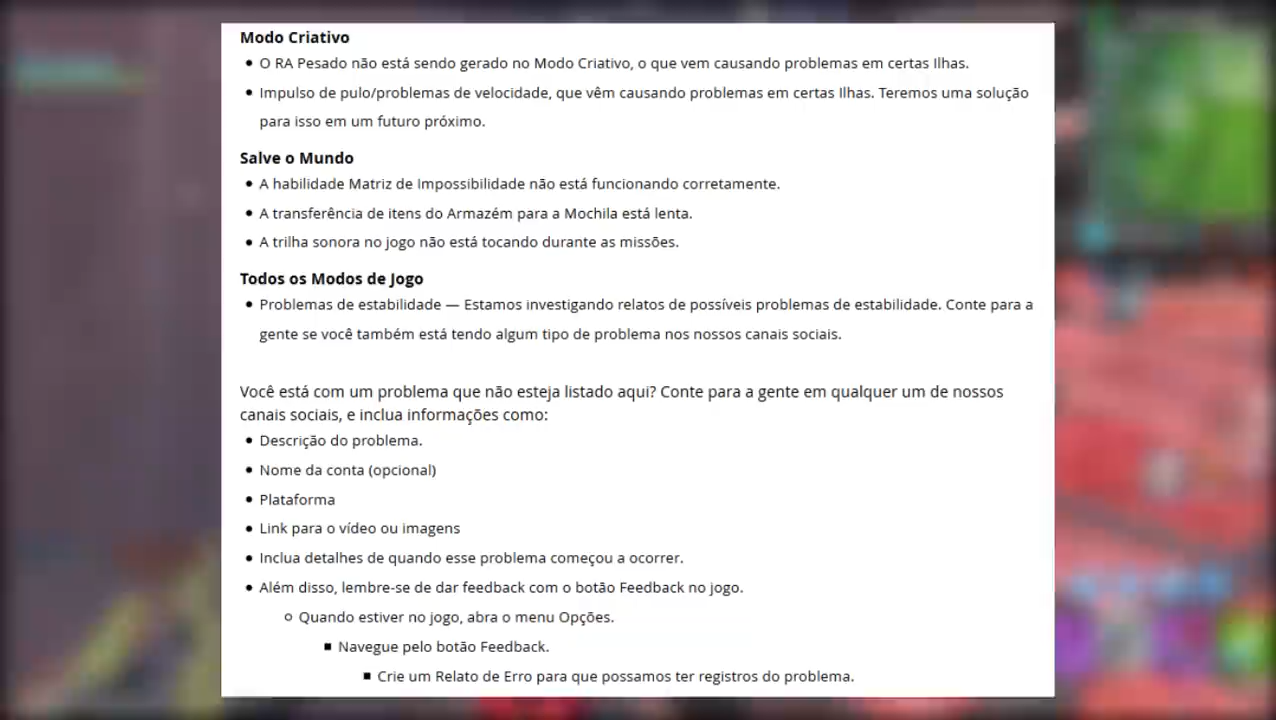 Modo Criativo
• O RA Pesado não está sendo gerado no Modo Criativo, o que vem causando problemas em certas Ilhas.
• Impulso de pulo/problemas de velocidade, que vêm causando problemas em certas Ilhas. Teremos uma solução
para isso em um futuro próximo.
Salve o Mundo
• A habilidade Matriz de Impossibilidade não está funcionando corretamente.
• A transferência de itens do Armazém para a Mochila está lenta.
• A trilha sonora no jogo não está tocando durante as missões.
Todos os Modos de Jogo
• Problemas de estabilidade — Estamos investigando relatos de possíveis problemas de estabilidade. Conte para a
gente se você também está tendo algum tipo de problema nos nossos canais sociais.
Você está com um problema que não esteja listado aqui? Conte para a gente em qualquer um de nossos
canais sociais, e inclua informações como:
• Descrição do problema.
• Nome da conta (opcional)
• Plataforma
• Link para o vídeo ou imagens
• Inclua detalhes de quando esse problema começou a ocorrer.
• Além disso, lembre-se de dar feedback com o botão Feedback no jogo.
○ Quando estiver no jogo, abra o menu Opções.
■ Navegue pelo botão Feedback.
■ Crie um Relato de Erro para que possamos ter registros do problema.